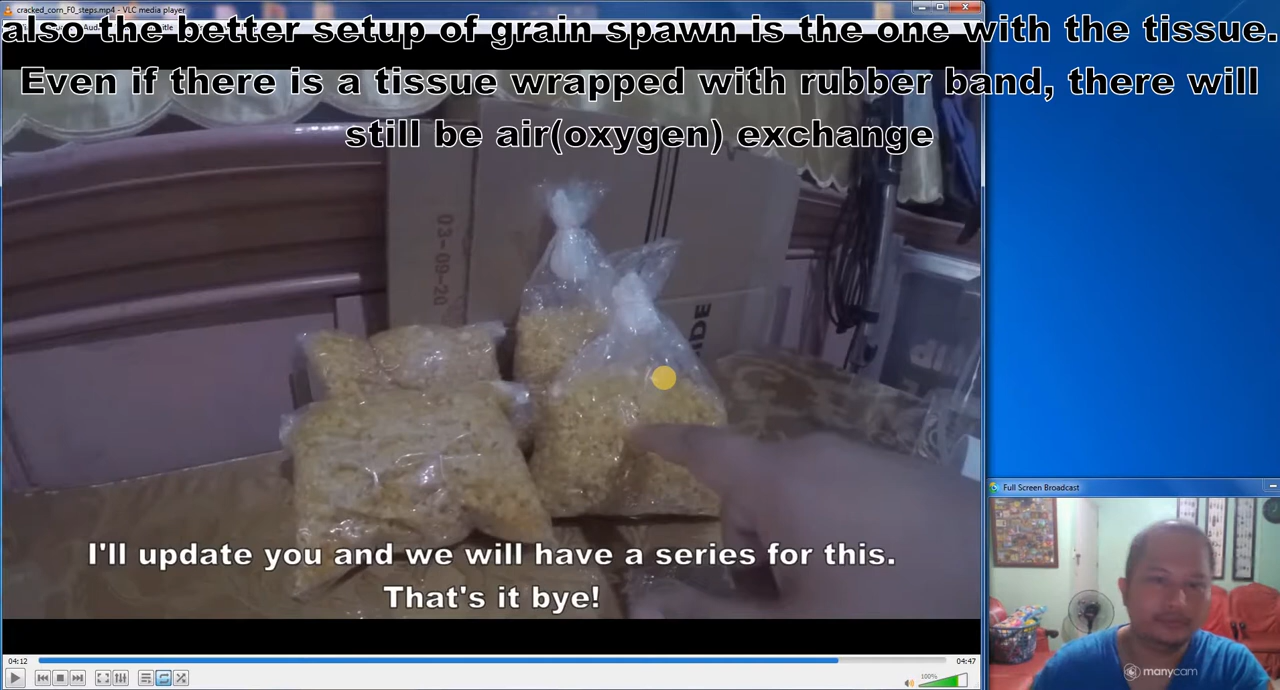 cracked_corn_F0_steps.mp4 - VLC media player
also the better setup of grain spawn is the one with the tissue.
Even if there is a tissue wrapped with rubber band, there will
still be air(oxygen) exchange
03-09-20
I'll update you and we will have a series for this.
That's it bye!
04:12
04:47
100%
Full Screen Broadcast
manycam